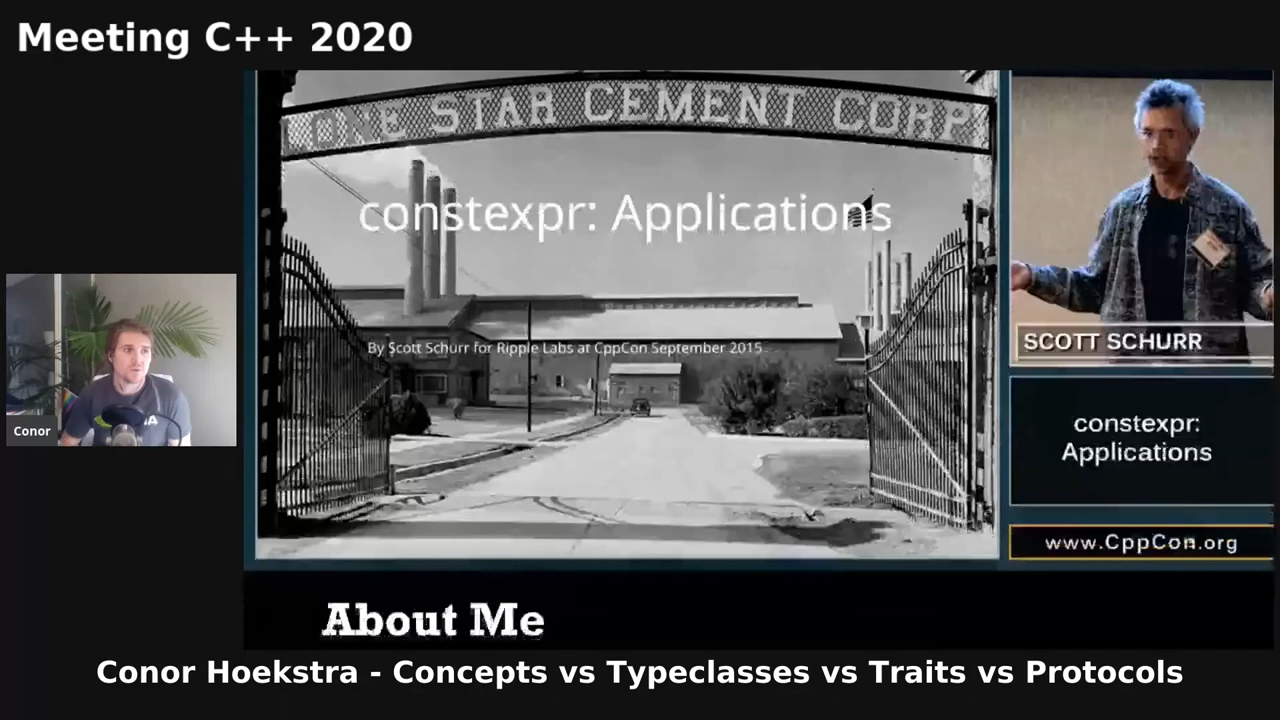 Meeting C++ 2020
LONE STAR CEMENT CORP
constexpr: Applications
By Scott Schurr for Ripple Labs at CppCon September 2015
SCOTT SCHURR
constexpr:
Applications
www.CppCon.org
Conor
About Me
Conor Hoekstra - Concepts vs Typeclasses vs Traits vs Protocols